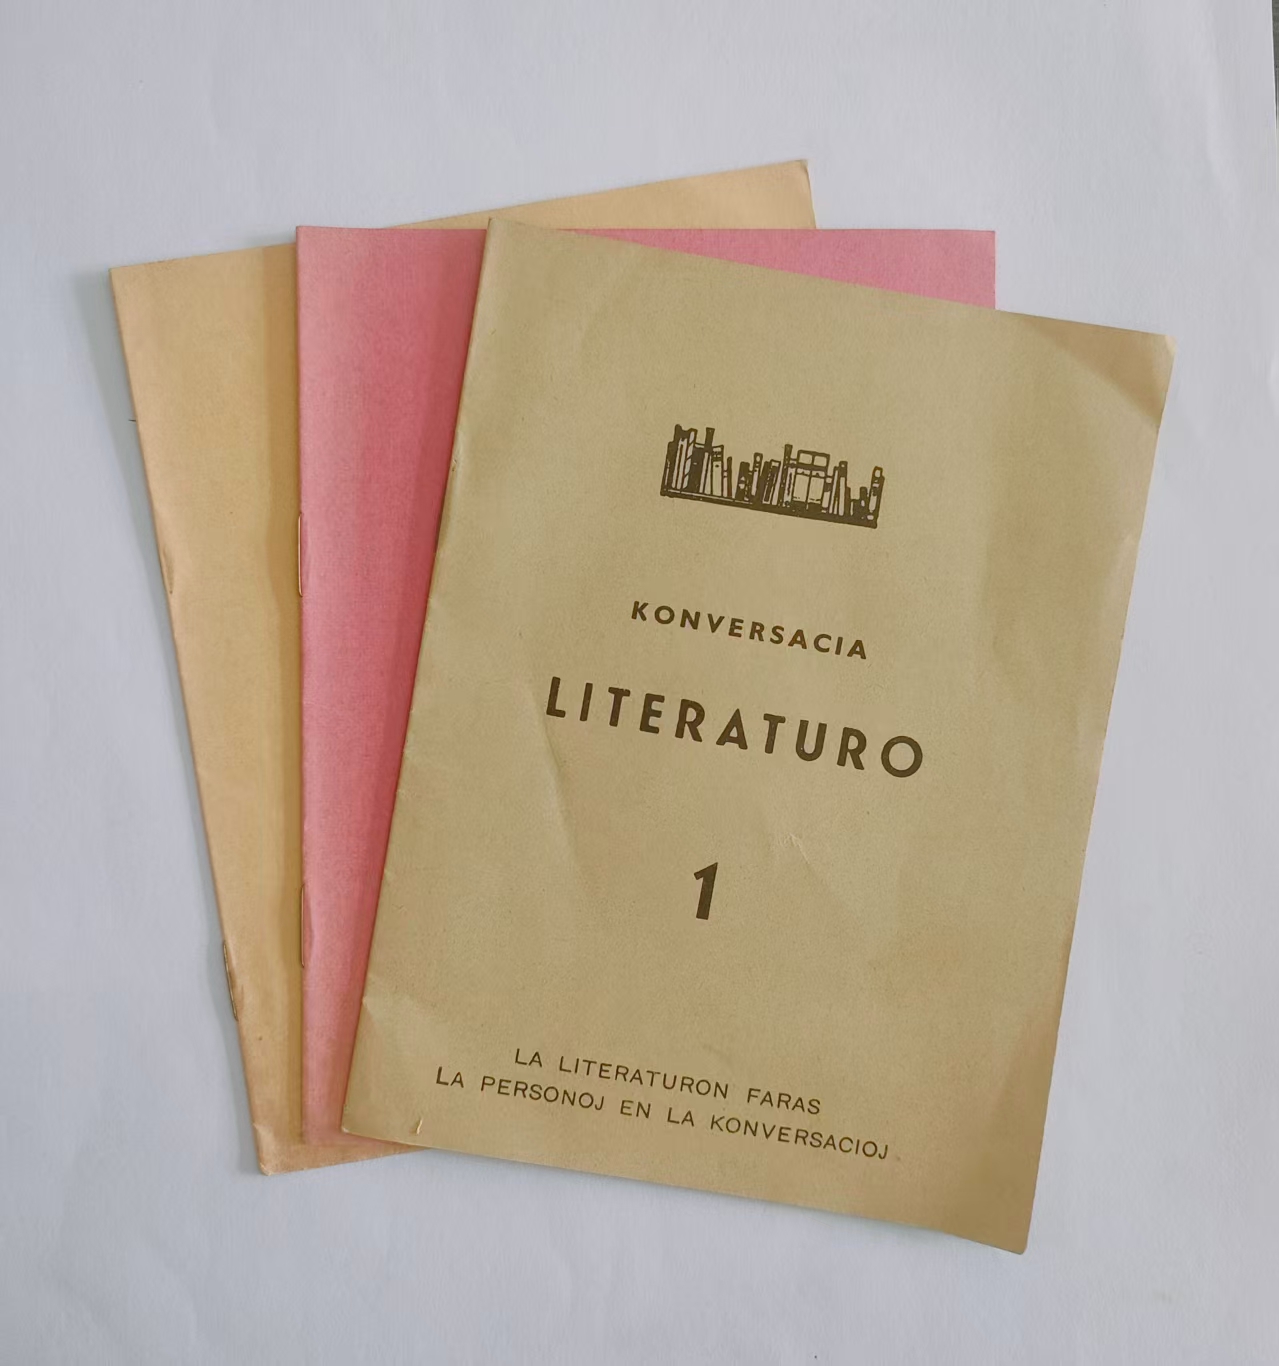 KONVERSACIA
LITERATURO
1
LA LITERATURON FARAS
LA PERSONOJ EN LA KONVERSACIOJ